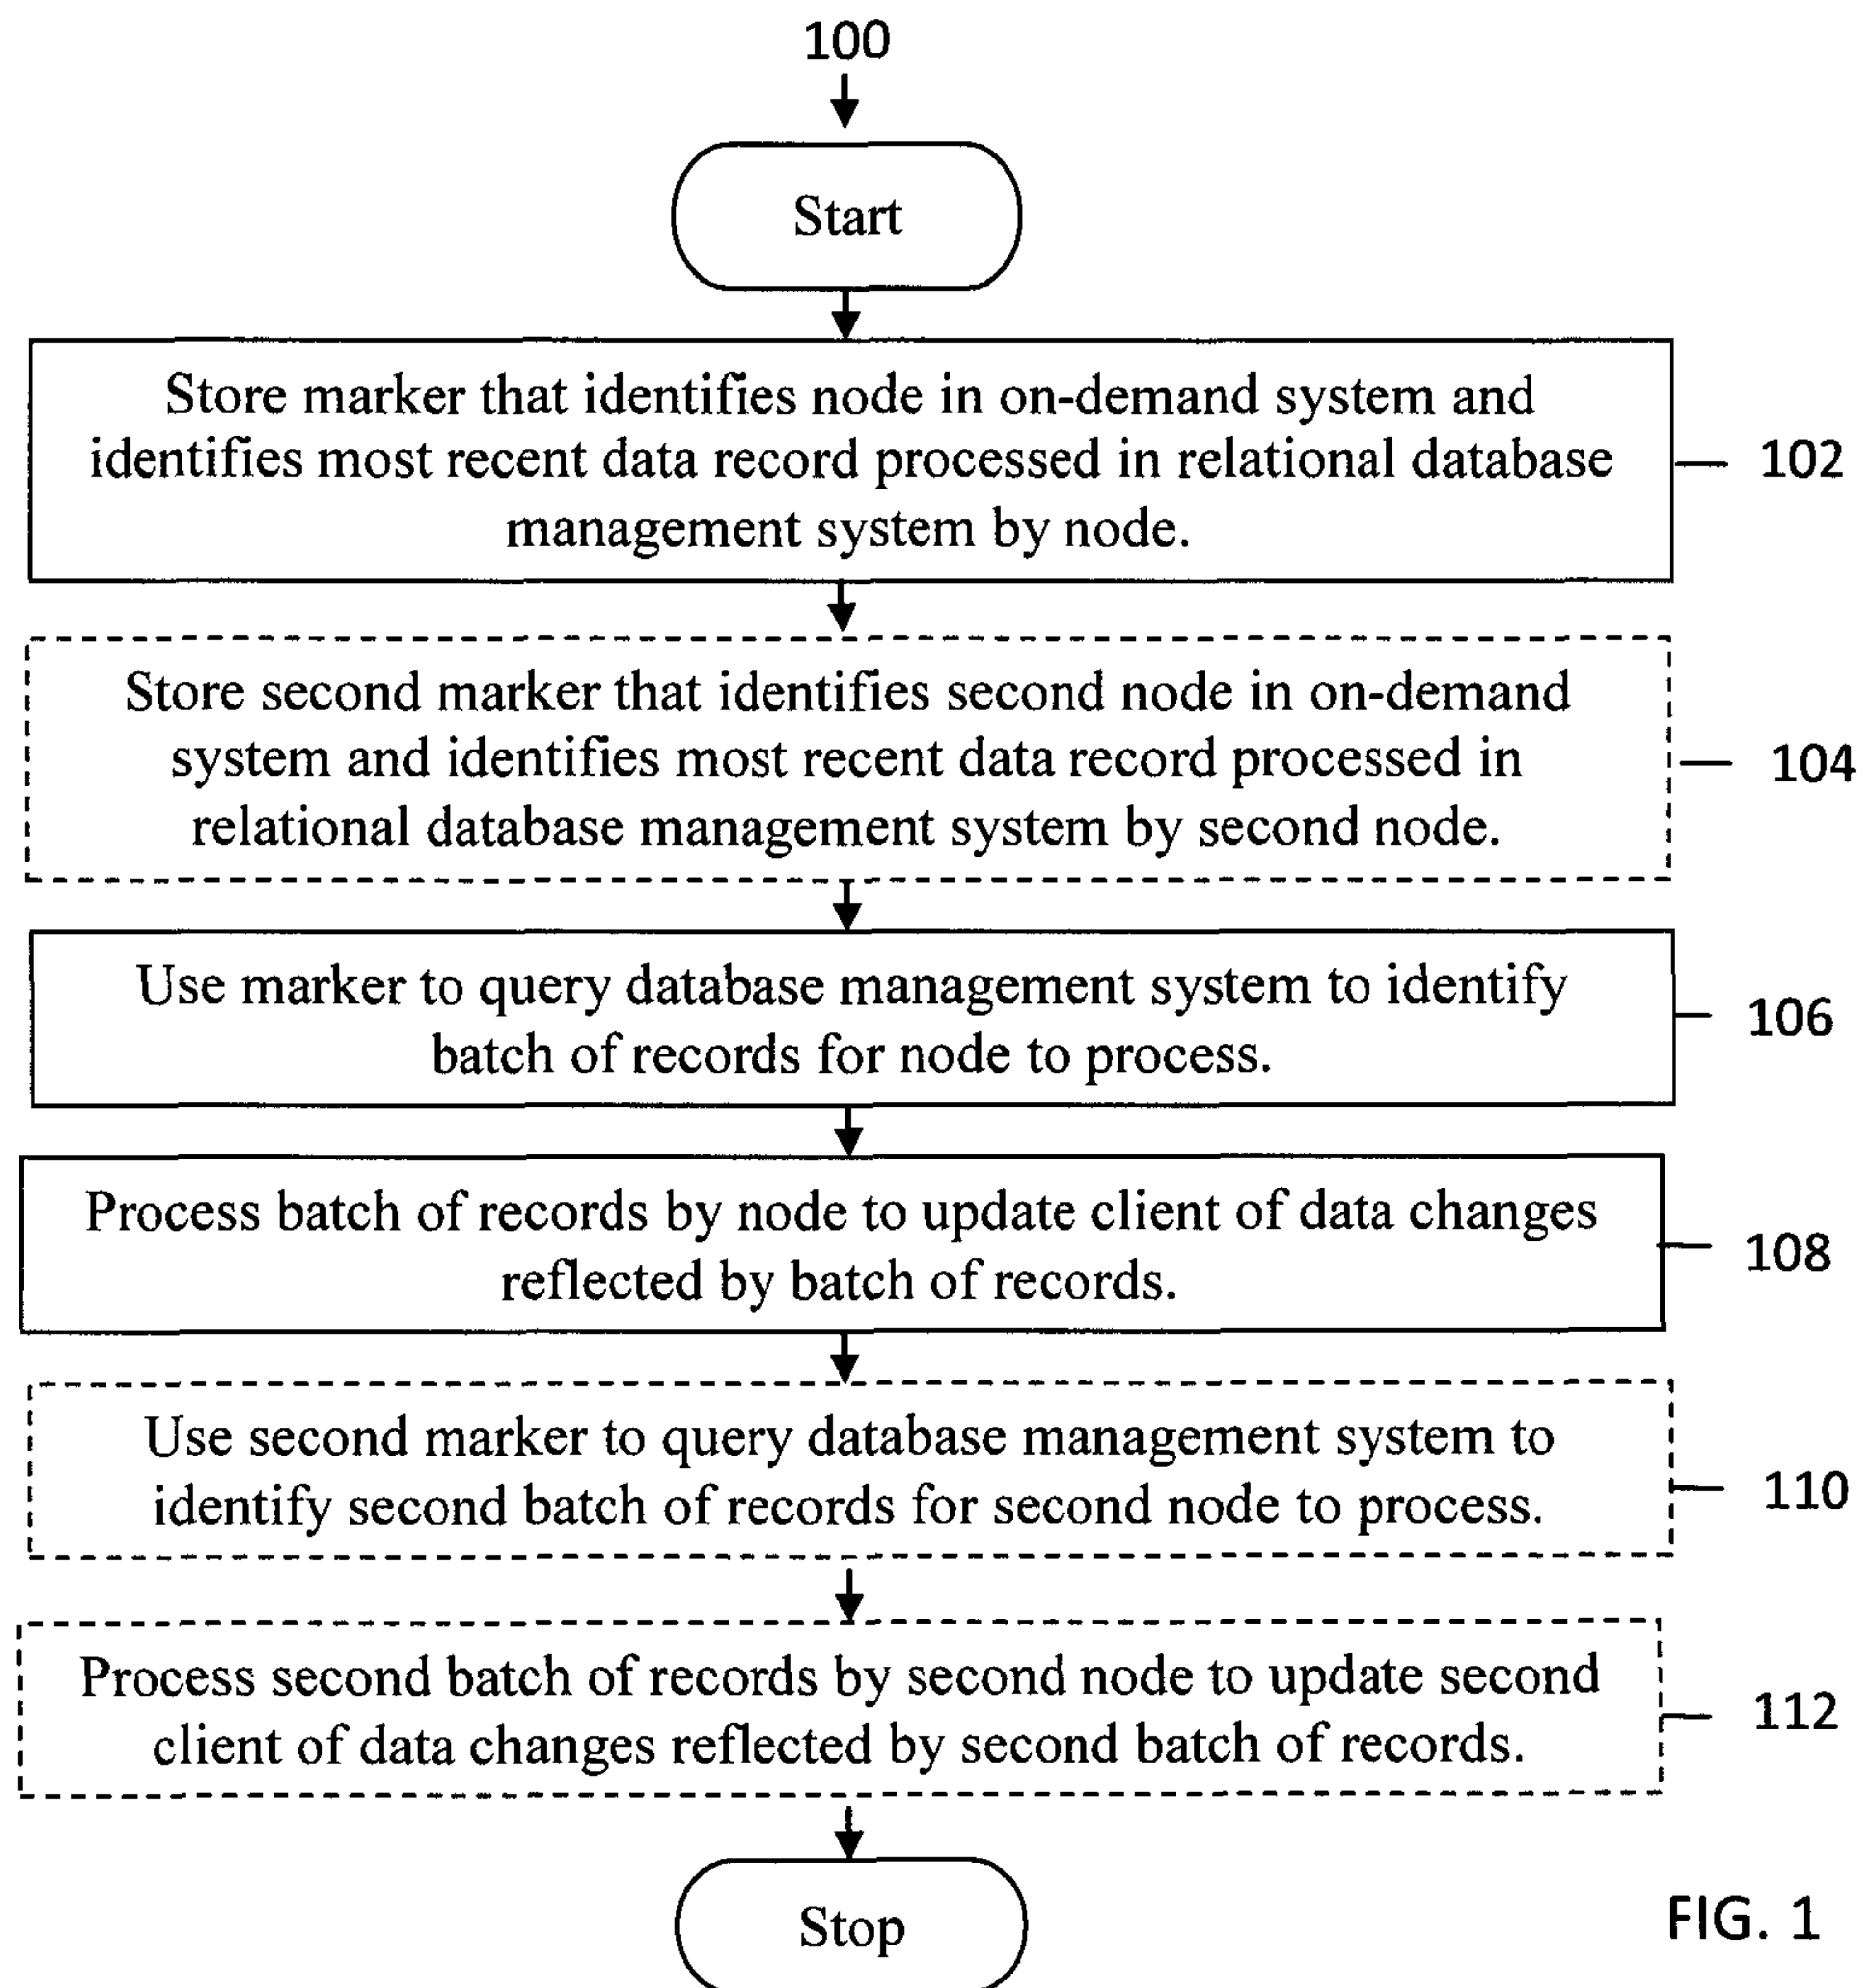 100
Start
Store marker that identifies node in on-demand system and
identifies most recent data record processed in relational database
management system by node.
102
Store second marker that identifies second node in on-demand
system and identifies most recent data record processed in
relational database management system by second node.
104
Use marker to query database management system to identify
batch of records for node to process.
106
Process batch of records by node to update client of data changes
reflected by batch of records.
108
Use second marker to query database management system to
identify second batch of records for second node to process.
110
Process second batch of records by second node to update second
client of data changes reflected by second batch of records.
112
Stop
FIG. 1